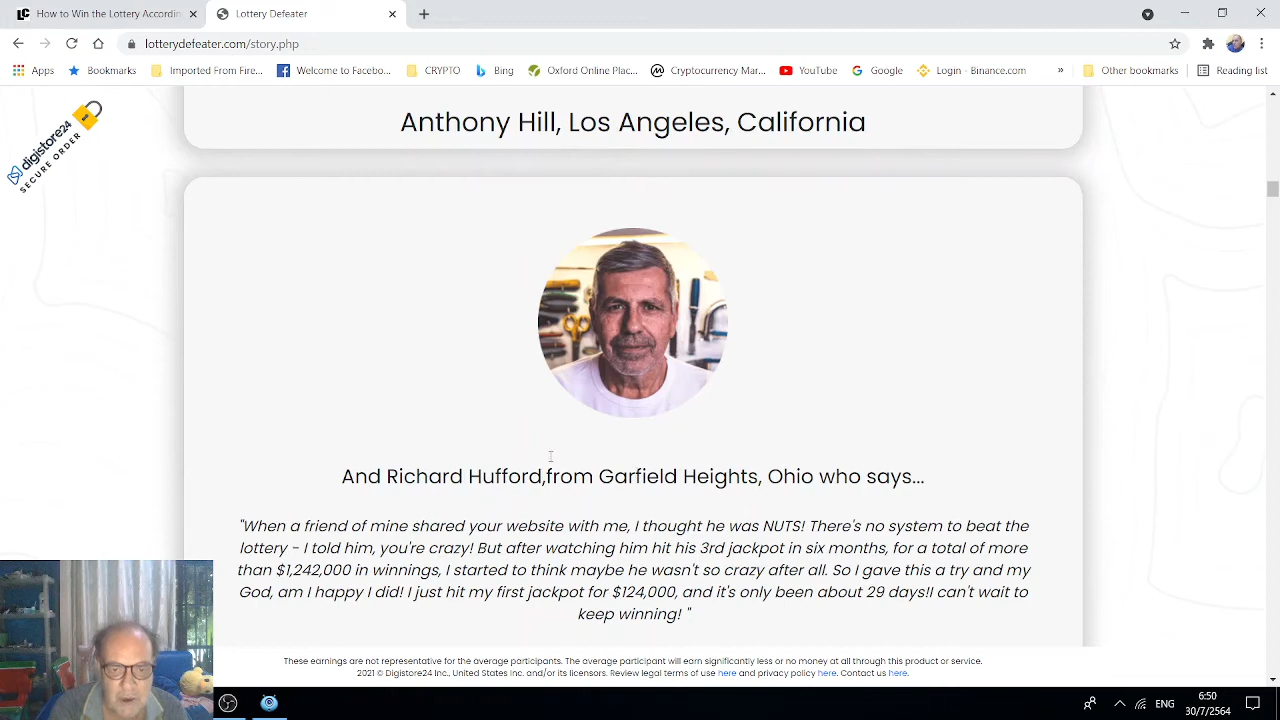 How to Win the Lottery Accordin
Lottery Defeater
lotterydefeater.com/story.php
Apps
Bookmarks
Imported From Fire...
Welcome to Facebo...
CRYPTO
Bing
Oxford Online Plac...
Cryptocurrency Mar...
YouTube
Google
Login - Binance.com
»
Other bookmarks
Reading list
digistore24
SECURE ORDER
Anthony Hill, Los Angeles, California
And Richard Hufford,from Garfield Heights, Ohio who says...
"When a friend of mine shared your website with me, I thought he was NUTS! There's no system to beat the
lottery - I told him, you're crazy! But after watching him hit his 3rd jackpot in six months, for a total of more
than $1,242,000 in winnings, I started to think maybe he wasn't so crazy after all. So I gave this a try and my
God, am I happy I did! I just hit my first jackpot for $124,000, and it's only been about 29 days!I can't wait to
keep winning! "
These earnings are not representative for the average participants. The average participant will earn significantly less or no money at all through this product or service.
2021 © Digistore24 Inc., United States Inc. and/or its licensors. Review legal terms of use here and privacy policy here. Contact us here.
ENG
6:50
30/7/2564